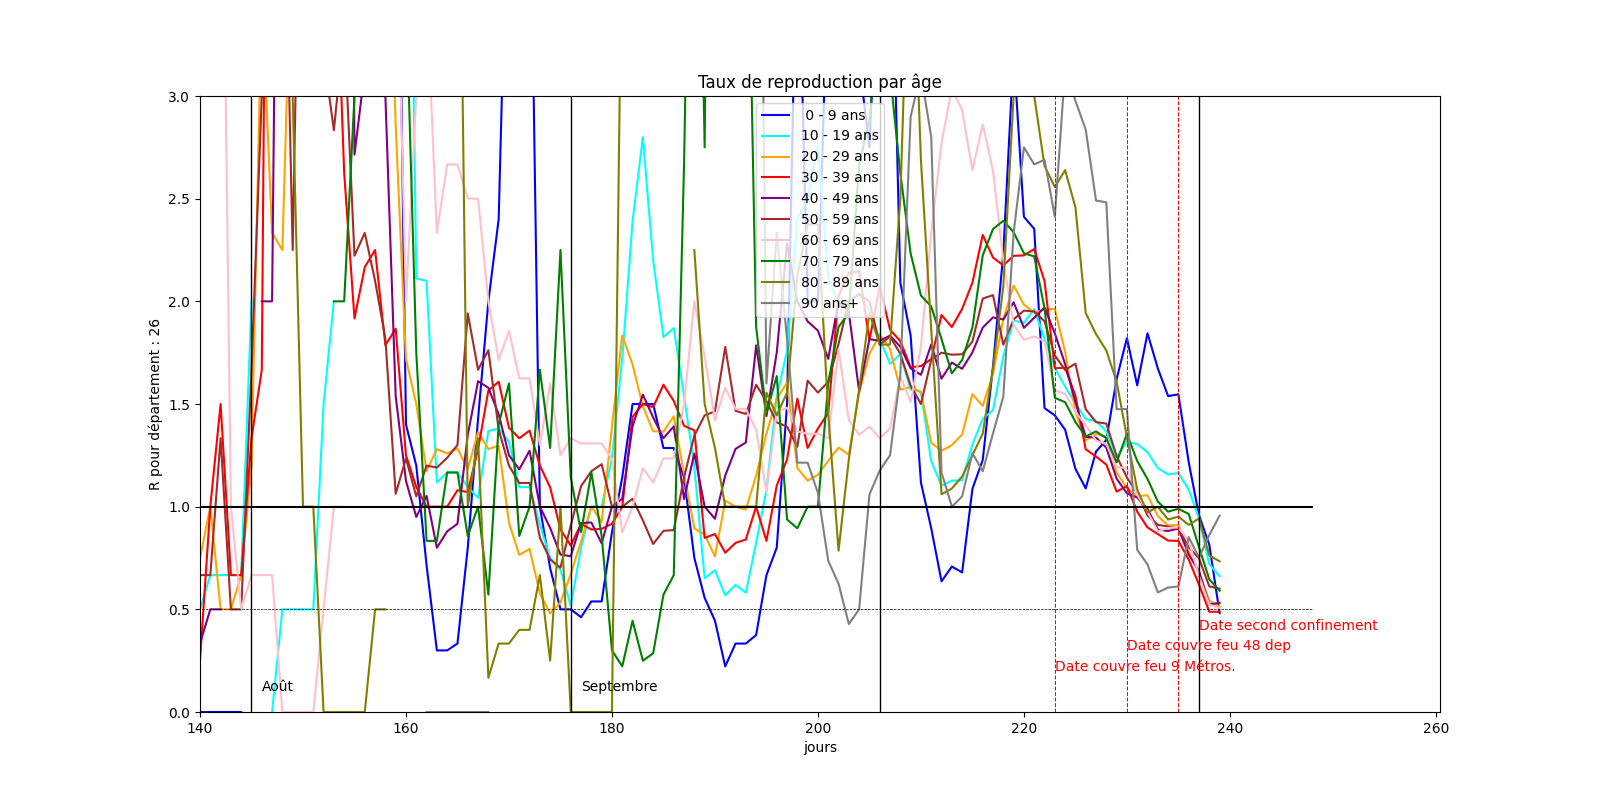 Taux de reproduction par âge
R pour département : 26
3.0
2.5
2.0
1.5
1.0
0.5
0.0
0 - 9 ans
10 - 19 ans
20 - 29 ans
30 - 39 ans
40 - 49 ans
50 - 59 ans
60 - 69 ans
70 - 79 ans
80 - 89 ans
90 ans+
Date second confinement
Date couvre feu 48 dep
Date couvre feu 9 Métros.
Août
Septembre
140 160 180 200 220 240 260
jours